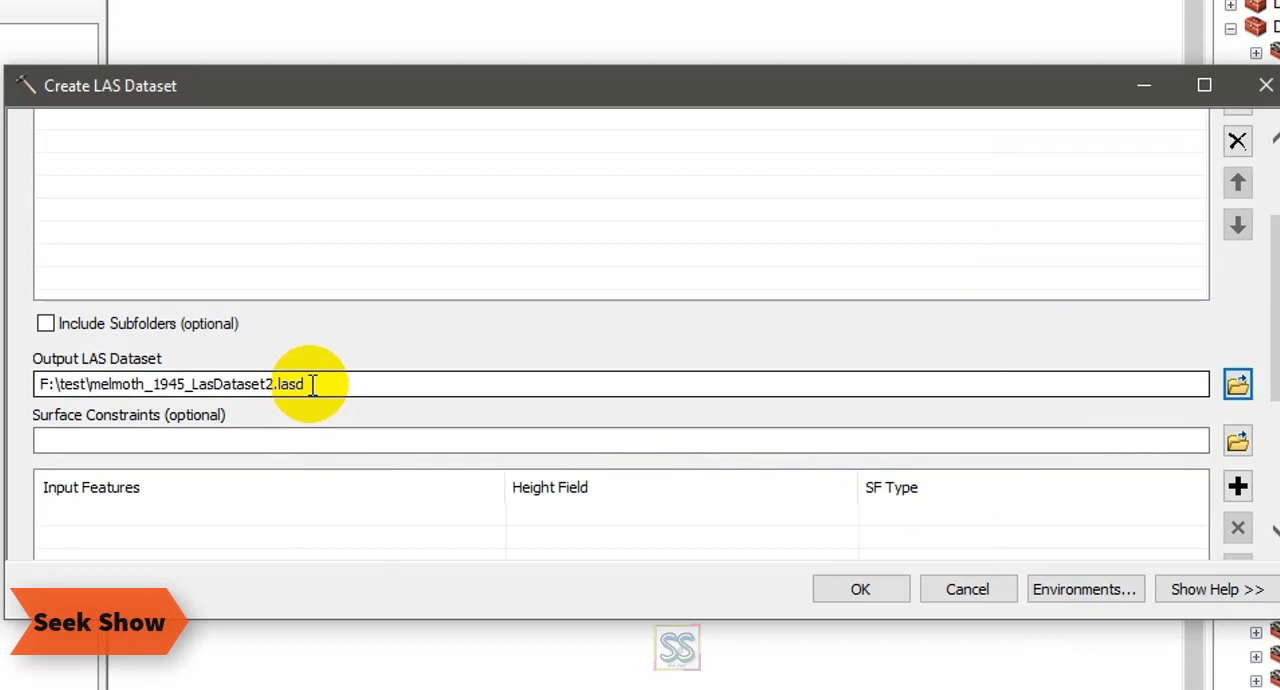 Create LAS Dataset
Include Subfolders (optional)
Output LAS Dataset
F:\test\melmoth_1945_LasDataset2.lasd
Surface Constraints (optional)
Input Features Height Field SF Type
OK Cancel Environments... Show Help >>
Seek Show
SS